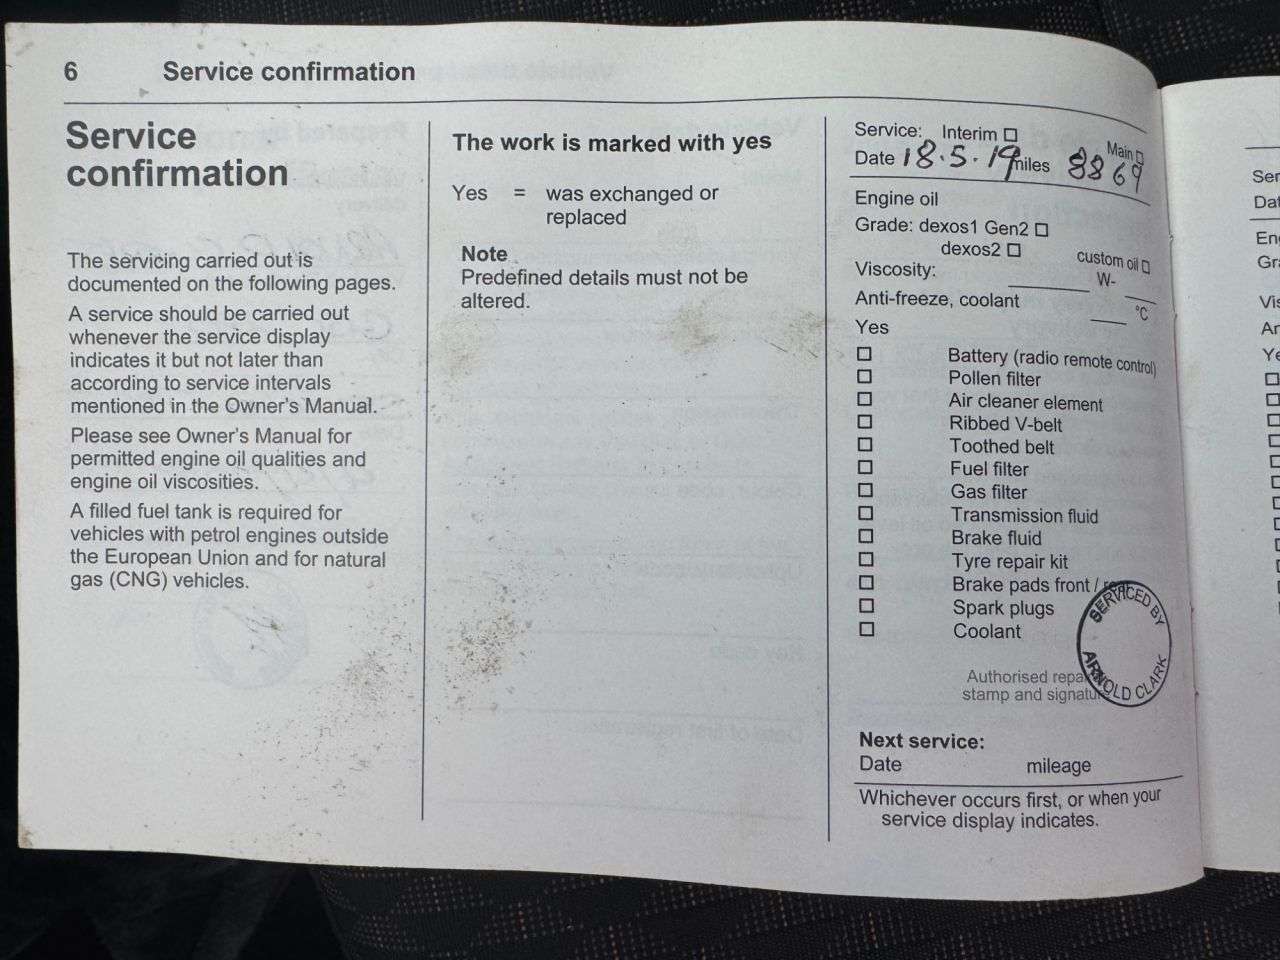 6 Service confirmation
Service
confirmation
The servicing carried out is
documented on the following pages.
A service should be carried out
whenever the service display
indicates it but not later than
according to service intervals
mentioned in the Owner's Manual.
Please see Owner's Manual for
permitted engine oil qualities and
engine oil viscosities.
A filled fuel tank is required for
vehicles with petrol engines outside
the European Union and for natural
gas (CNG) vehicles.
The work is marked with yes
Yes = was exchanged or
replaced
Note
Predefined details must not be
altered.
Service: Interim ☐ Main ☐
Date 18.5.19 miles 8869
Engine oil
Grade: dexos1 Gen2 ☐
dexos2 ☐ custom oil ☐
Viscosity: W-
Anti-freeze, coolant °C
Yes
☐ Battery (radio remote control)
☐ Pollen filter
☐ Air cleaner element
☐ Ribbed V-belt
☐ Toothed belt
☐ Fuel filter
☐ Gas filter
☐ Transmission fluid
☐ Brake fluid
☐ Tyre repair kit
☐ Brake pads front /
☐ Spark plugs
☐ Coolant
SERVICED BY
ARNOLD CLARK
Authorised
stamp and
Next service:
Date mileage
Whichever occurs first, or when your
service display indicates.